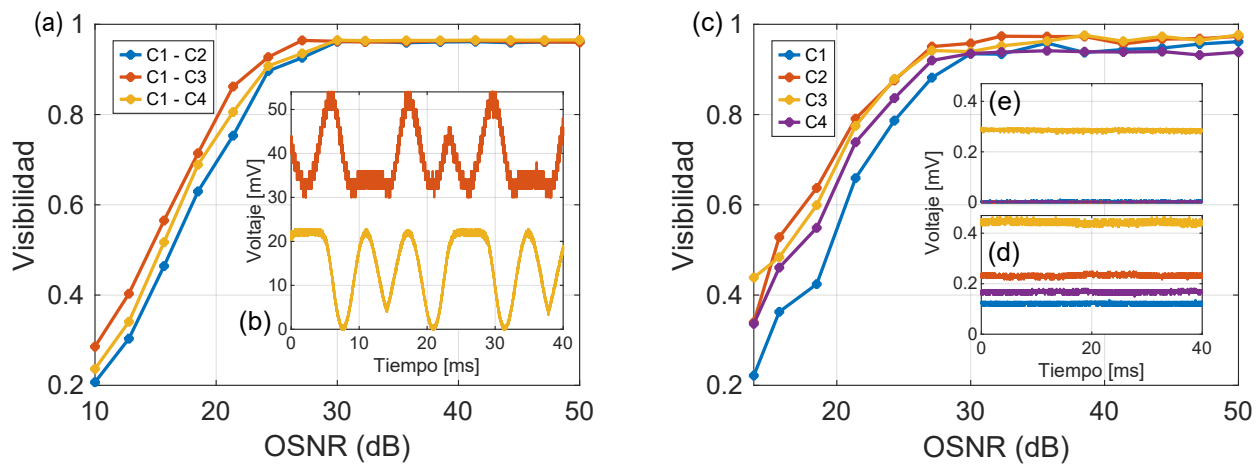 (a)
1
0.8
0.6
0.4
0.2
Visibilidad
C1 - C2
C1 - C3
C1 - C4
50
40
30
20
10
0
Voltaje [mV]
(b)
0
20
40
Tiempo [ms]
10
20
30
40
50
OSNR (dB)
(c)
1
0.8
0.6
0.4
0.2
Visibilidad
C1
C2
C3
C4
(e)
0.4
0.2
0
Voltaje [mV]
(d)
0.4
0.2
0
0
20
40
Tiempo [ms]
20
30
40
50
OSNR (dB)